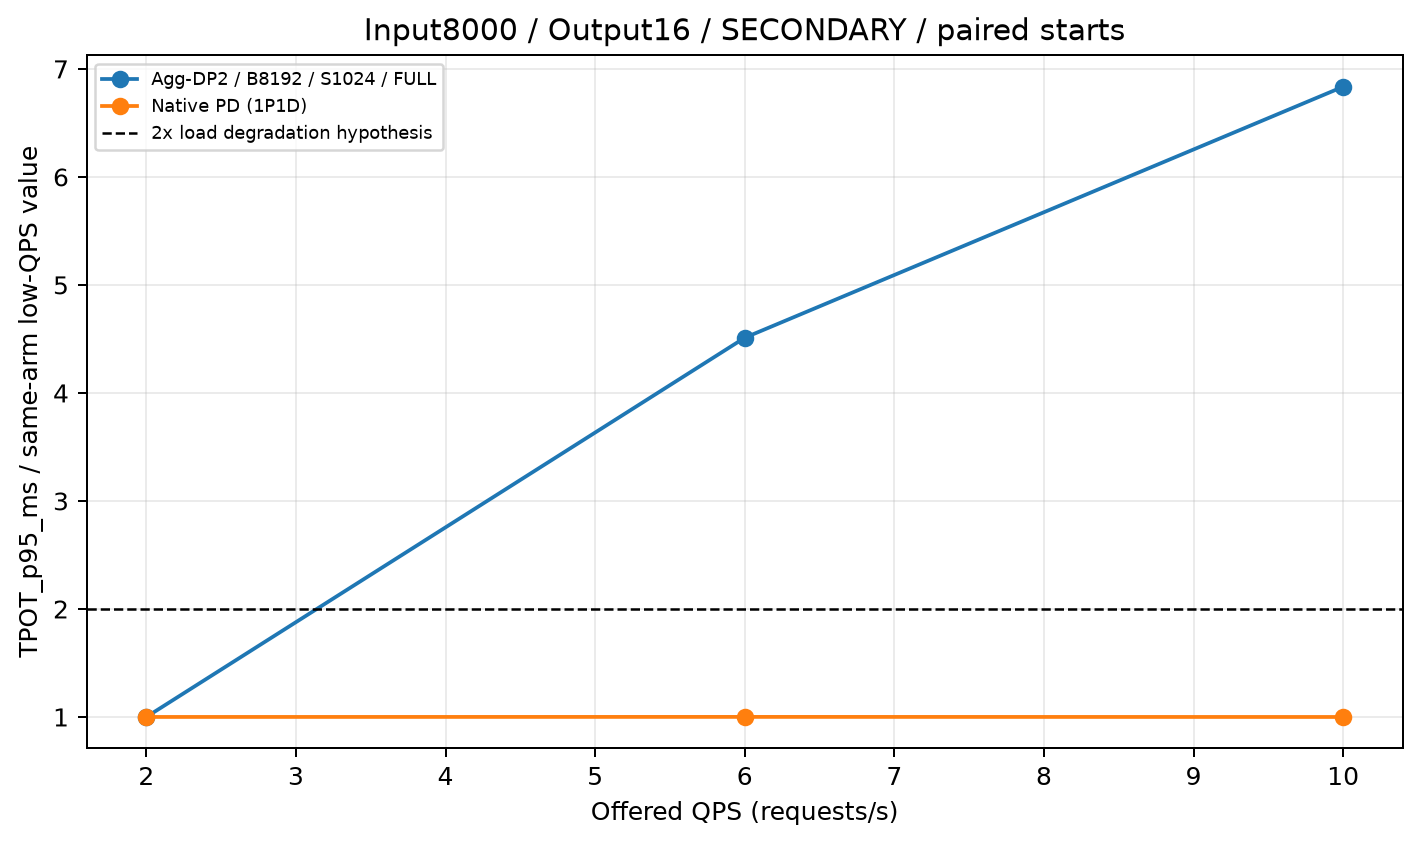 Input8000 / Output16 / SECONDARY / paired starts
Agg-DP2 / B8192 / S1024 / FULL
Native PD (1P1D)
2x load degradation hypothesis
TPOT_p95_ms / same-arm low-QPS value
7
6
5
4
3
2
1
2 3 4 5 6 7 8 9 10
Offered QPS (requests/s)